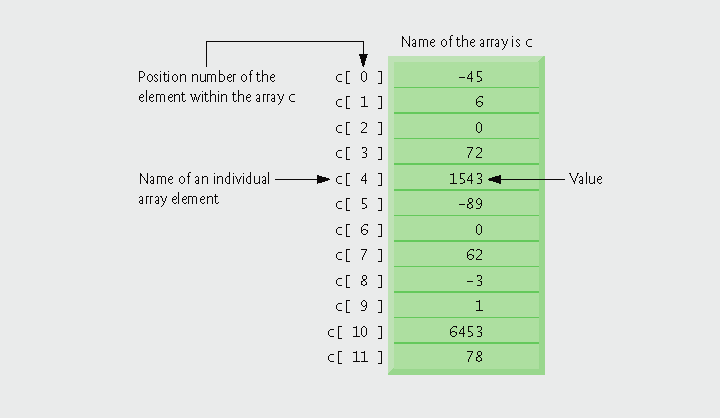 Name of the array is c
Position number of the
element within the array c
c[ 0 ] -45
c[ 1 ] 6
c[ 2 ] 0
c[ 3 ] 72
Name of an individual
array element
c[ 4 ] 1543 Value
c[ 5 ] -89
c[ 6 ] 0
c[ 7 ] 62
c[ 8 ] -3
c[ 9 ] 1
c[ 10 ] 6453
c[ 11 ] 78